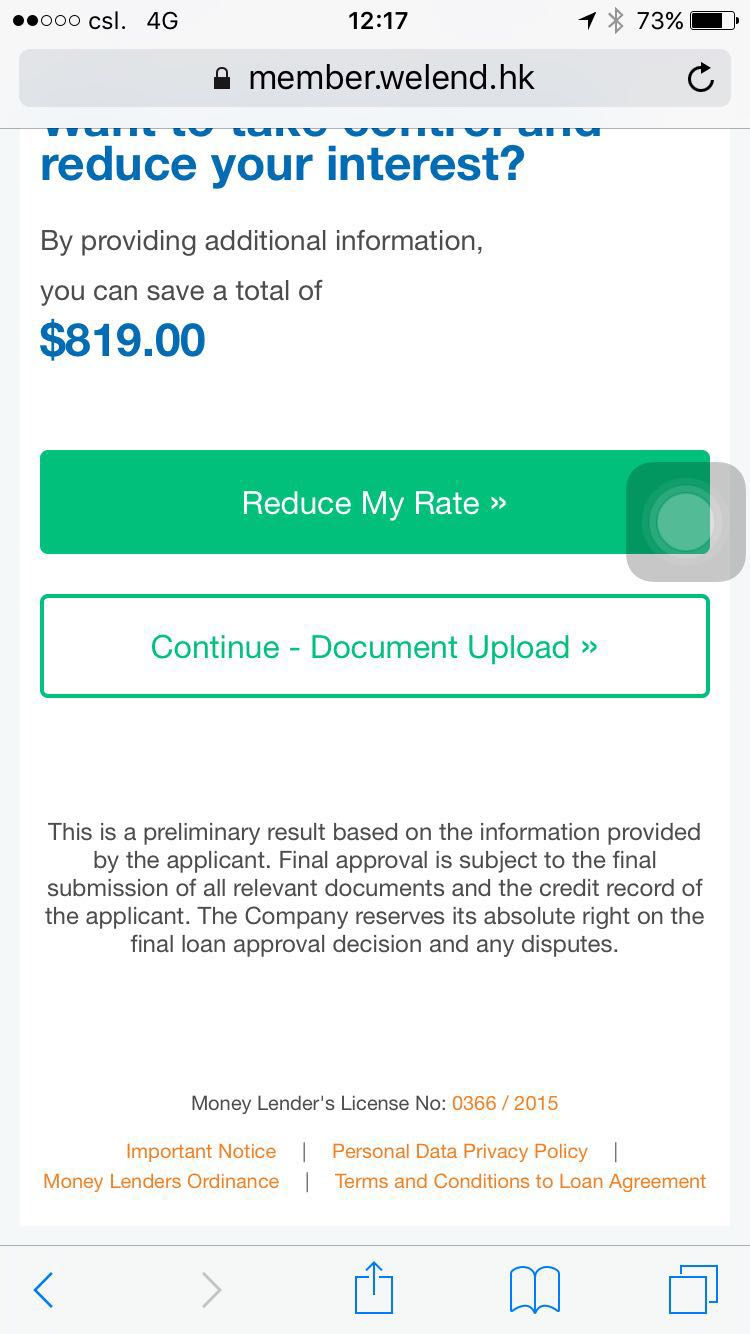 csl. 4G 12:17 73%
member.welend.hk
Want to take control and
reduce your interest?
By providing additional information,
you can save a total of
$819.00
Reduce My Rate »
Continue - Document Upload »
This is a preliminary result based on the information provided
by the applicant. Final approval is subject to the final
submission of all relevant documents and the credit record of
the applicant. The Company reserves its absolute right on the
final loan approval decision and any disputes.
Money Lender's License No: 0366 / 2015
Important Notice | Personal Data Privacy Policy |
Money Lenders Ordinance | Terms and Conditions to Loan Agreement